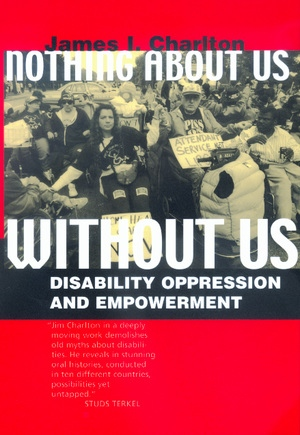 James I. Charlton
NOTHING ABOUT US
WITHOUT US
DISABILITY OPPRESSION
AND EMPOWERMENT
"Jim Charlton in a deeply
moving work demolishes
old myths about disabili-
ties. He reveals in stunning
oral histories, conducted
in ten different countries,
possibilities yet
untapped."
STUDS TERKEL
ATTENDANT
SERVICE